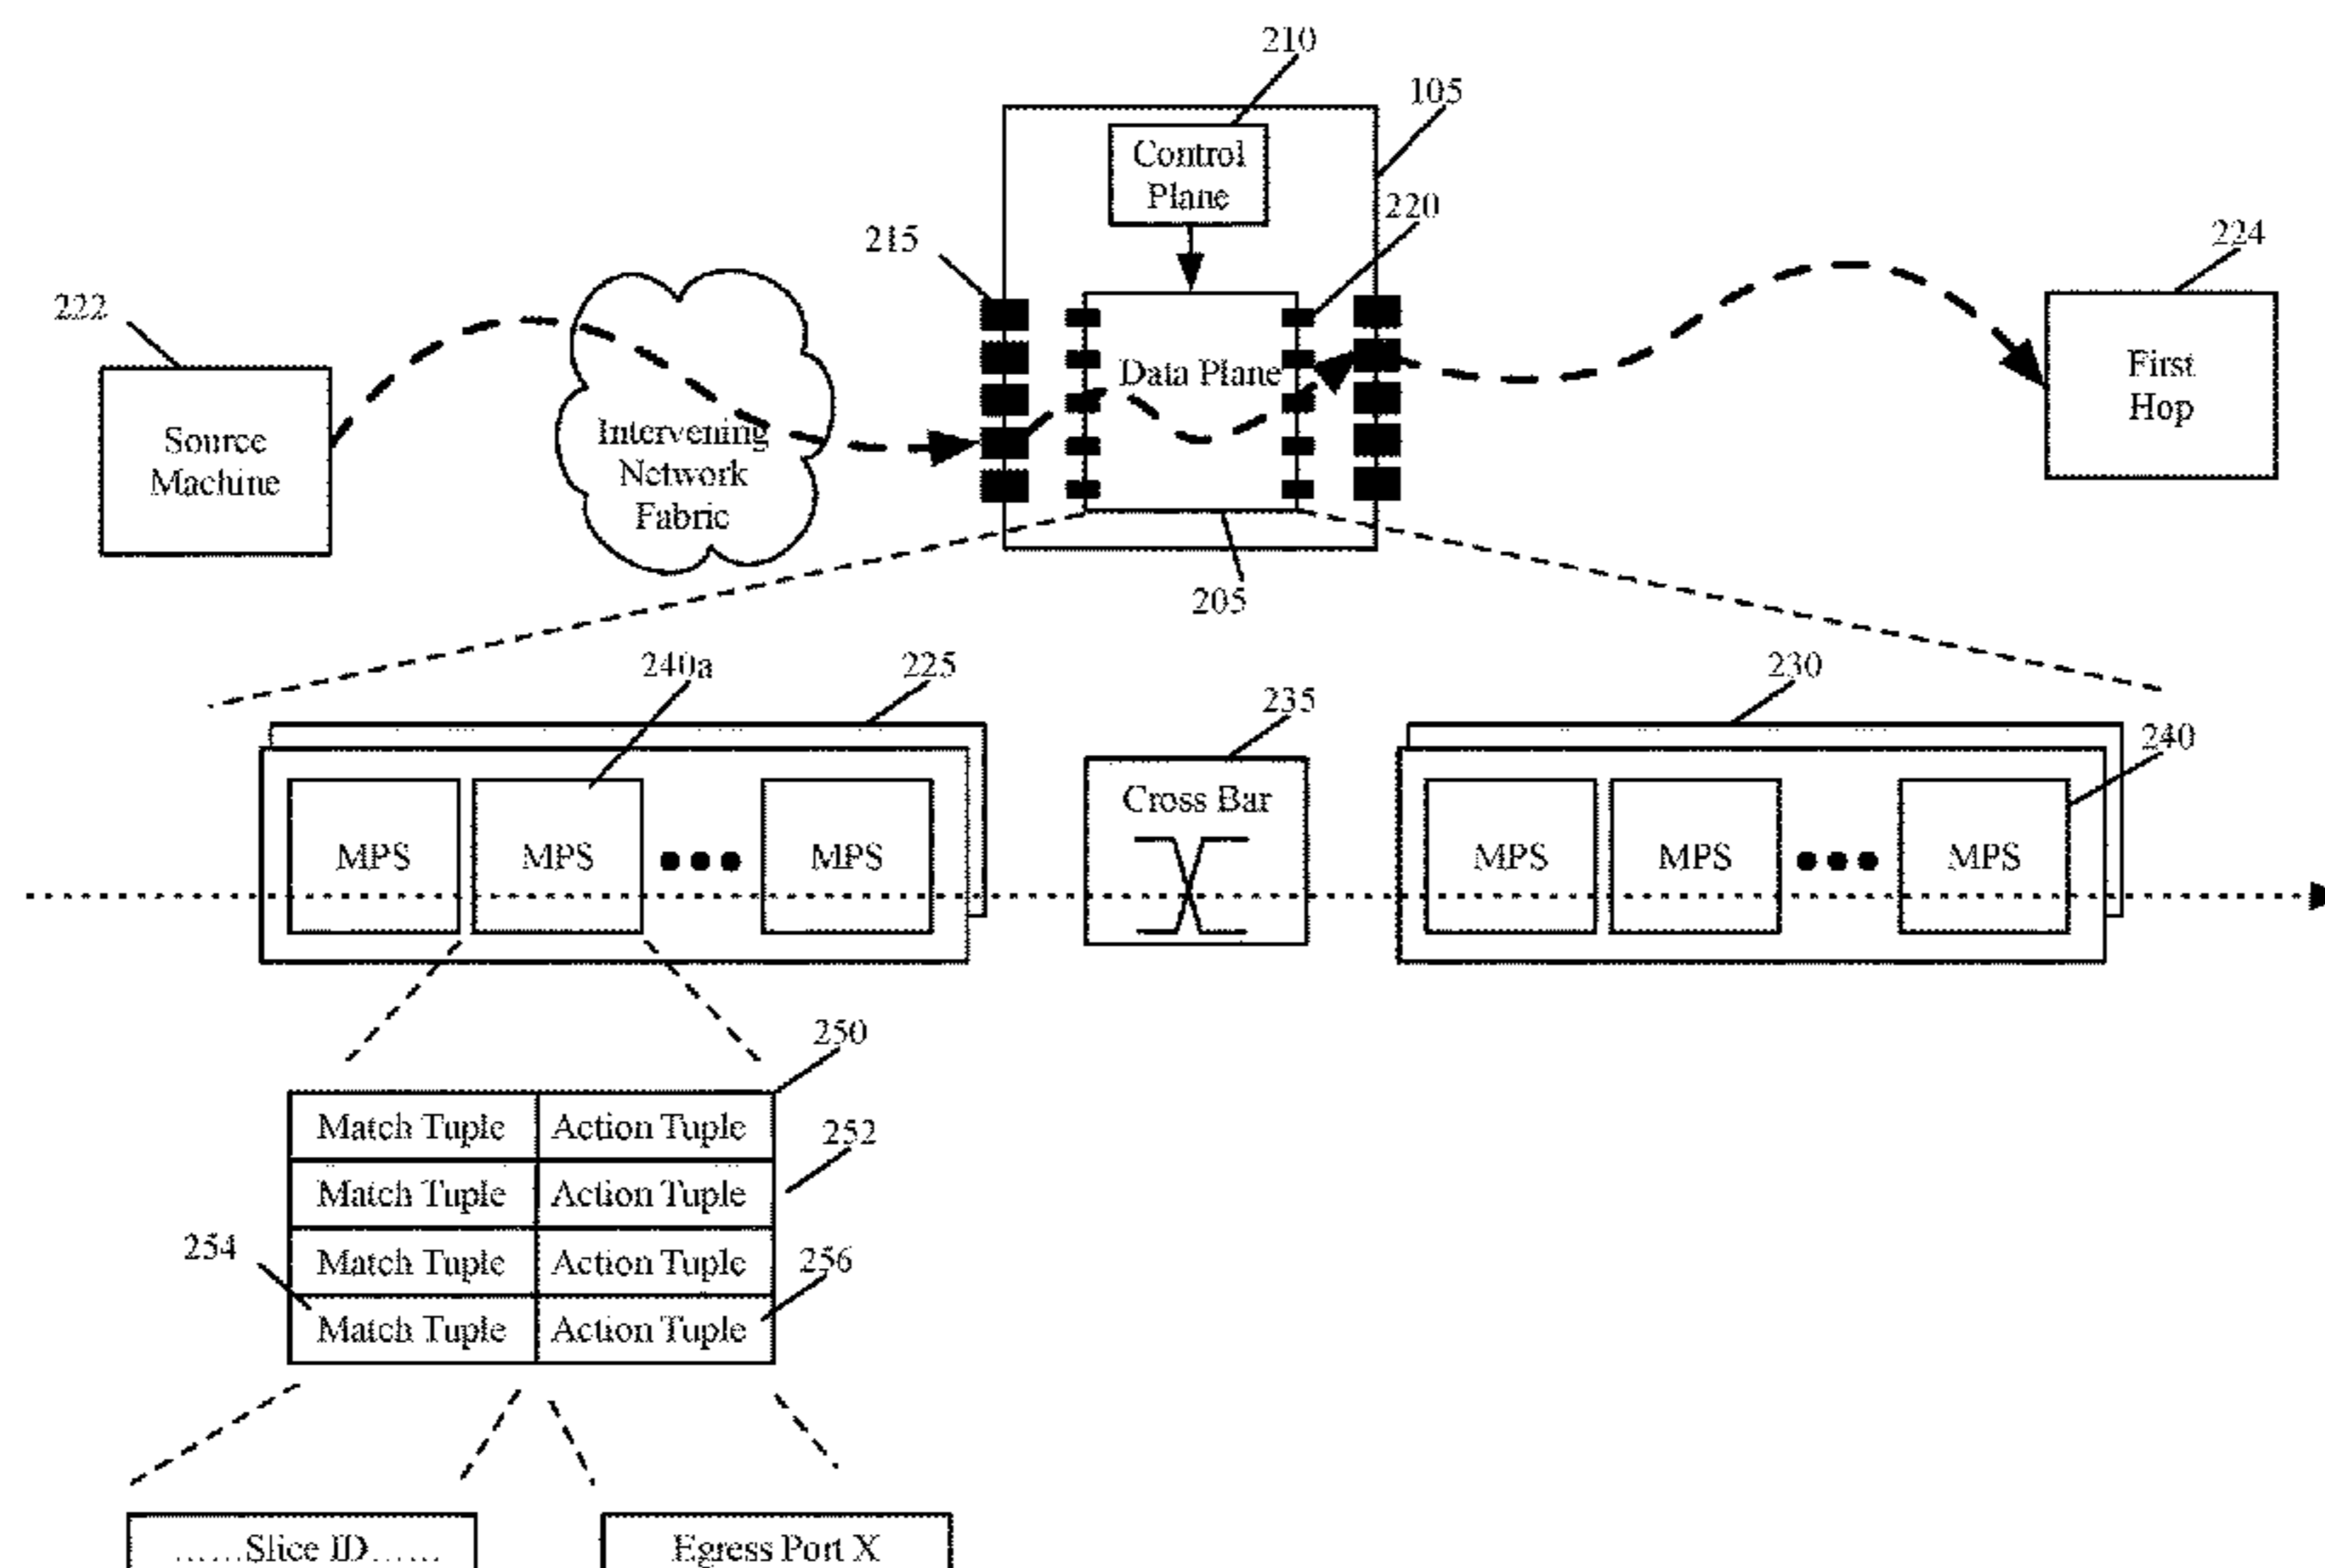 210
105
Control
Plane
220
215
224
222
Data Plane
First
Hop
Source
Machine
Intervening
Network
Fabric
205
240a
225
235
230
240
Cross Bar
MPS
MPS
MPS
MPS
MPS
MPS
250
Match Tuple
Action Tuple
252
Match Tuple
Action Tuple
254
Match Tuple
Action Tuple
256
Match Tuple
Action Tuple
......Slice ID......
Egress Port X